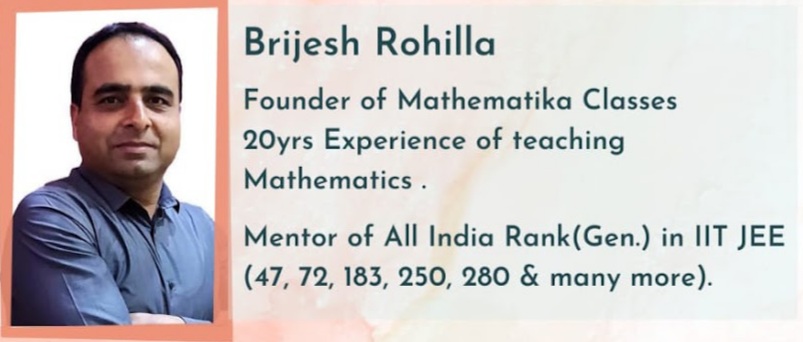 Brijesh Rohilla
Founder of Mathematika Classes
20yrs Experience of teaching
Mathematics .
Mentor of All India Rank(Gen.) in IIT JEE
(47, 72, 183, 250, 280 & many more).